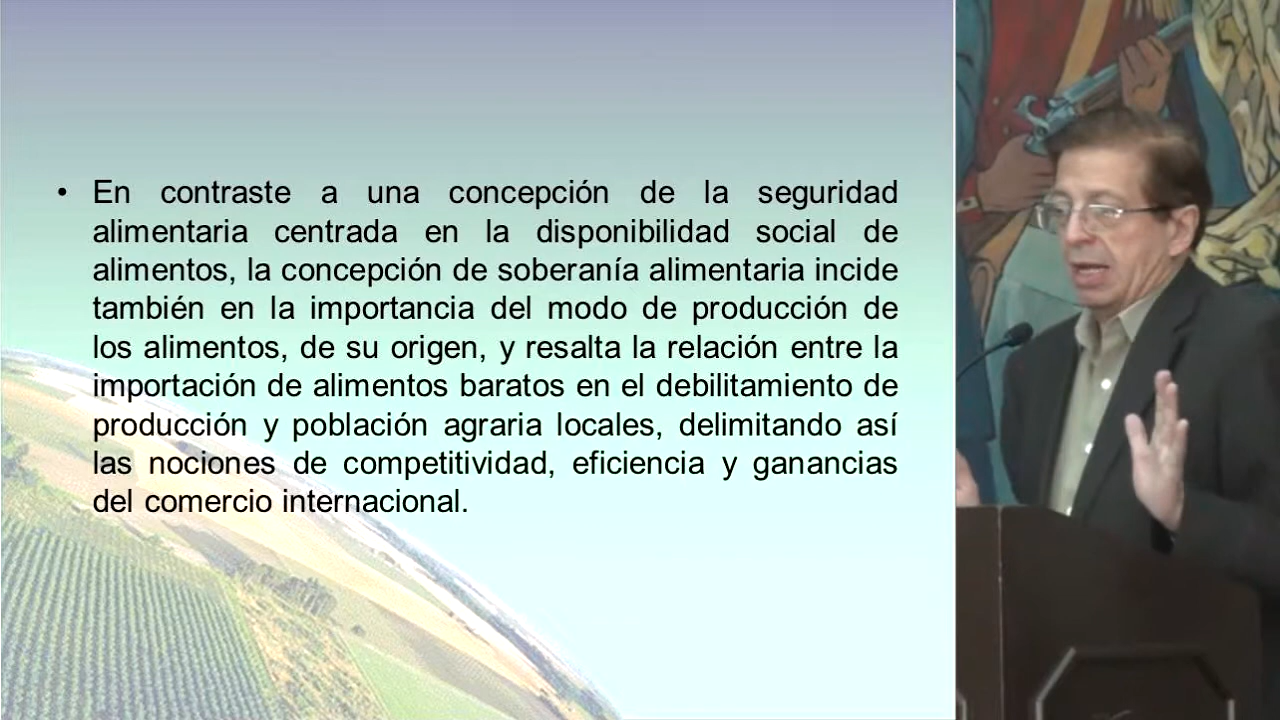 • En contraste a una concepción de la seguridad
alimentaria centrada en la disponibilidad social de
alimentos, la concepción de soberanía alimentaria incide
también en la importancia del modo de producción de
los alimentos, de su origen, y resalta la relación entre la
importación de alimentos baratos en el debilitamiento de
producción y población agraria locales, delimitando así
las nociones de competitividad, eficiencia y ganancias
del comercio internacional.